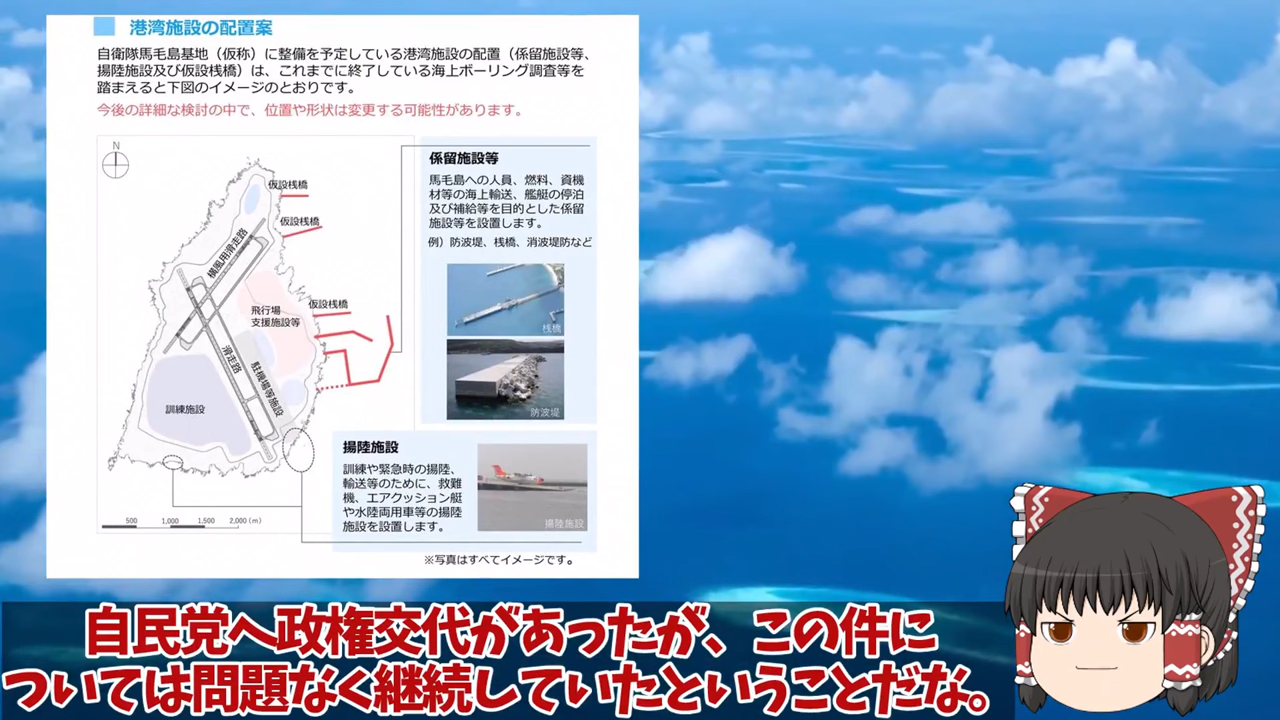 港湾施設の配置案
自衛隊馬毛島基地（仮称）に整備を予定している港湾施設の配置（係留施設等、
揚陸施設及び仮設桟橋）は、これまでに終了している海上ボーリング調査等を
踏まえると下図のイメージのとおりです。
今後の詳細な検討の中で、位置や形状は変更する可能性があります。
N
仮設桟橋
仮設桟橋
横風用滑走路
飛行場
支援施設等
仮設桟橋
滑走路
駐機場等施設
訓練施設
係留施設等
馬毛島への人員、燃料、資機
材等の海上輸送、艦艇の停泊
及び補給等を目的とした係留
施設等を設置します。
例）防波堤、桟橋、消波堤防など
桟橋
防波堤
揚陸施設
訓練や緊急時の揚陸、
輸送等のために、救難
機、エアクッション艇
や水陸両用車等の揚陸
施設を設置します。
揚陸施設
500 1,000 1,500 2,000（m）
※写真はすべてイメージです。
自民党へ政権交代があったが、この件に
ついては問題なく継続していたということだな。